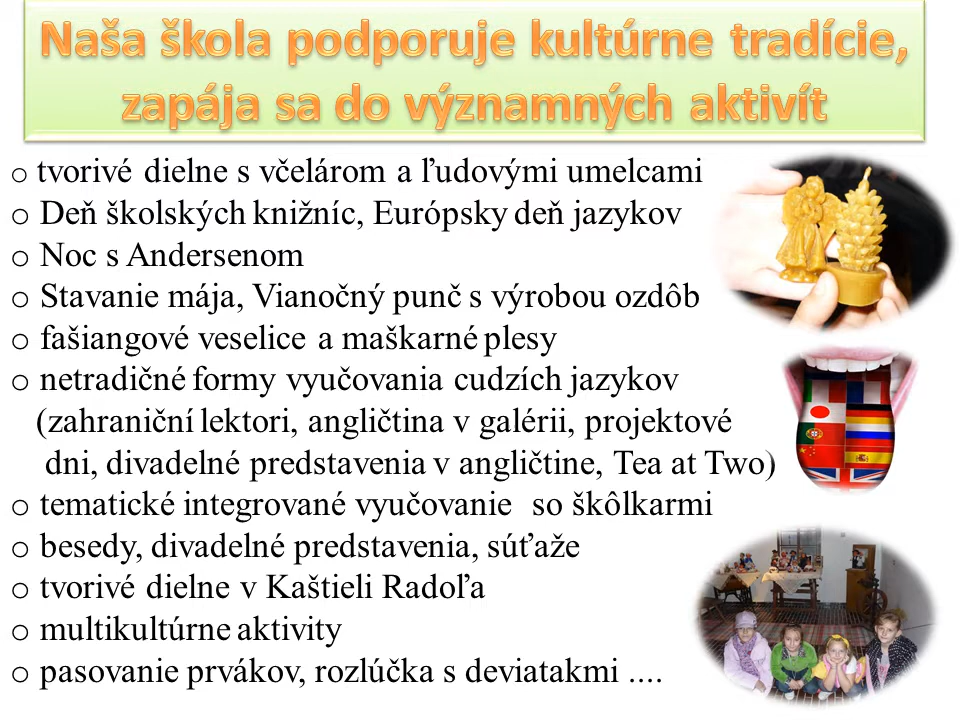 Naša škola podporuje kultúrne tradície,
zapája sa do významných aktivít
o tvorivé dielne s včelárom a ľudovými umelcami
o Deň školských knižníc, Európsky deň jazykov
o Noc s Andersenom
o Stavanie mája, Vianočný punč s výrobou ozdôb
o fašiangové veselice a maškarné plesy
o netradičné formy vyučovania cudzích jazykov
(zahraniční lektori, angličtina v galérii, projektové
dni, divadelné predstavenia v angličtine, Tea at Two)
o tematické integrované vyučovanie so škôlkarmi
o besedy, divadelné predstavenia, súťaže
o tvorivé dielne v Kaštieli Radoľa
o multikultúrne aktivity
o pasovanie prvákov, rozlúčka s deviatakmi ....